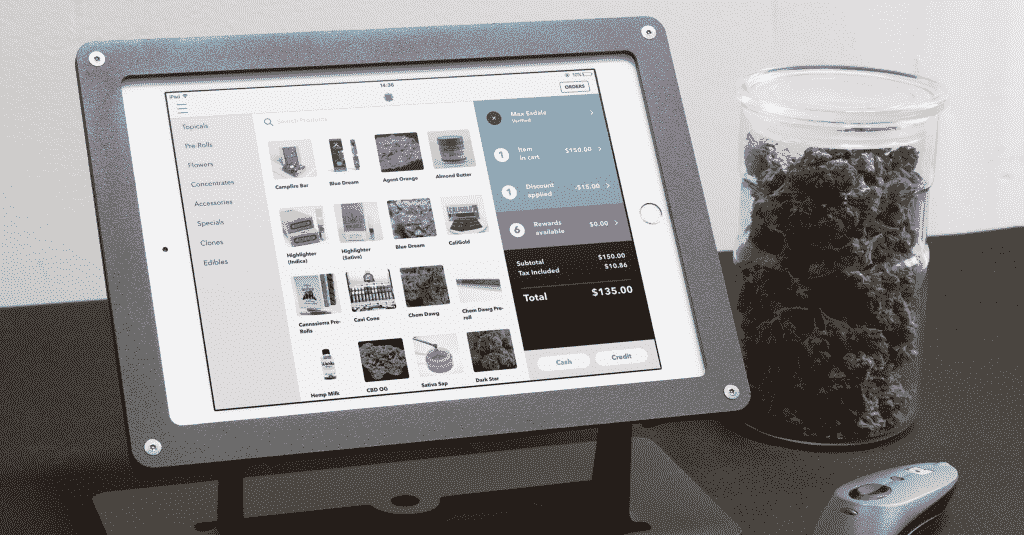 iPad
14:36
10%
ORDERS
Topicals
Pre-Rolls
Flowers
Concentrates
Accessories
Specials
Clones
Edibles
Search Products
Campfire Bar
Blue Dream
Agent Orange
Almond Butter
Highlighter
(Indica)
Highlighter
(Sativa)
Blue Dream
CaliGold
Cannasierra Pre-
Rolls
Cavi Cone
Chem Dawg
Chem Dawg Pre-
roll
Hemp Milk
CBD OG
Sativa Sap
Dark Star
Max Esdale
Verified
1
Item
in cart
$150.00
1
Discount
applied
-$15.00
6
Rewards
available
$0.00
Subtotal
$150.00
Tax Included
$10.86
Total
$135.00
Cash
Credit